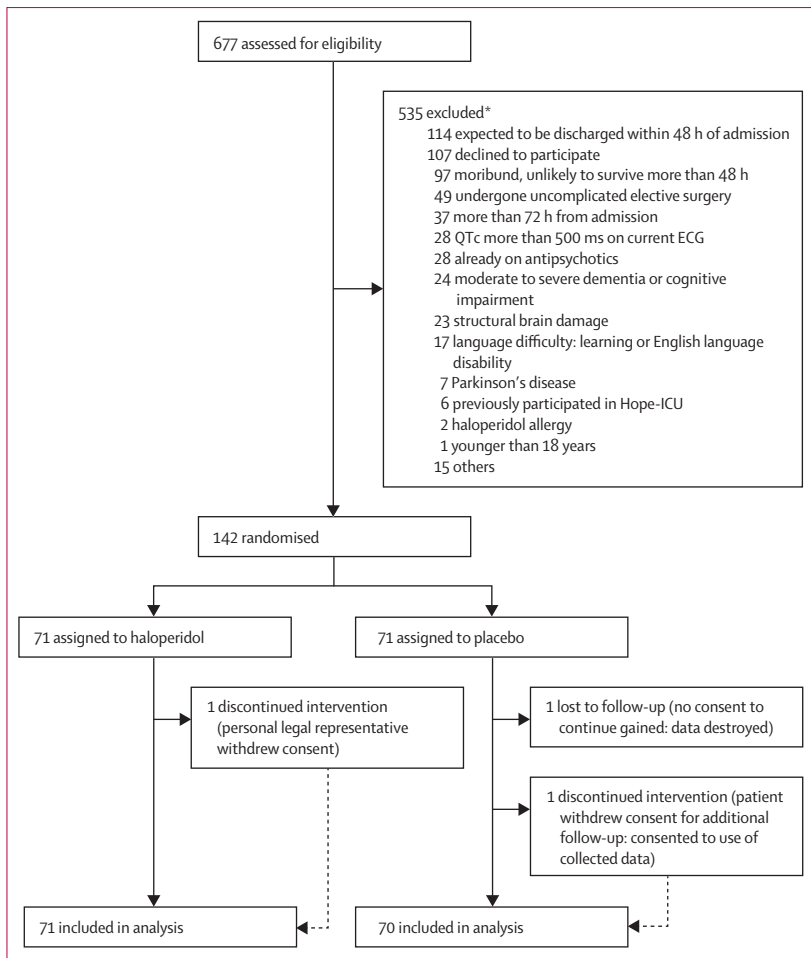 677 assessed for eligibility
535 excluded*
114 expected to be discharged within 48 h of admission
107 declined to participate
97 moribund, unlikely to survive more than 48 h
49 undergone uncomplicated elective surgery
37 more than 72 h from admission
28 QTc more than 500 ms on current ECG
28 already on antipsychotics
24 moderate to severe dementia or cognitive
impairment
23 structural brain damage
17 language difficulty: learning or English language
disability
7 Parkinson's disease
6 previously participated in Hope-ICU
2 haloperidol allergy
1 younger than 18 years
15 others
142 randomised
71 assigned to haloperidol
71 assigned to placebo
1 discontinued intervention
(personal legal representative
withdrew consent)
1 lost to follow-up (no consent to
continue gained: data destroyed)
1 discontinued intervention (patient
withdrew consent for additional
follow-up: consented to use of
collected data)
71 included in analysis
70 included in analysis